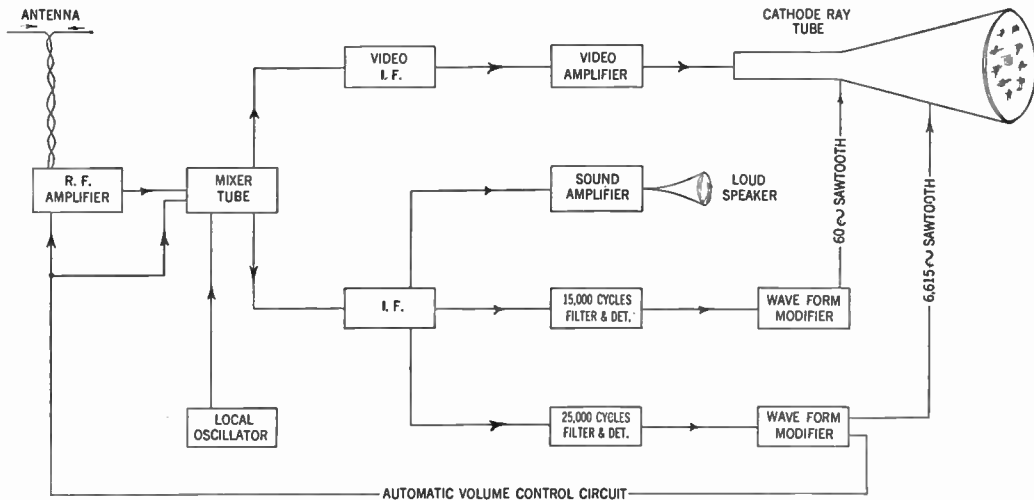 ANTENNA
CATHODE RAY
TUBE
VIDEO
I. F.
VIDEO
AMPLIFIER
R. F.
AMPLIFIER
MIXER
TUBE
SOUND
AMPLIFIER
LOUD
SPEAKER
60 ~ SAWTOOTH
6,615 ~ SAWTOOTH
I. F.
15,000 CYCLES
FILTER & DET.
WAVE FORM
MODIFIER
LOCAL
OSCILLATOR
25,000 CYCLES
FILTER & DET.
WAVE FORM
MODIFIER
AUTOMATIC VOLUME CONTROL CIRCUIT